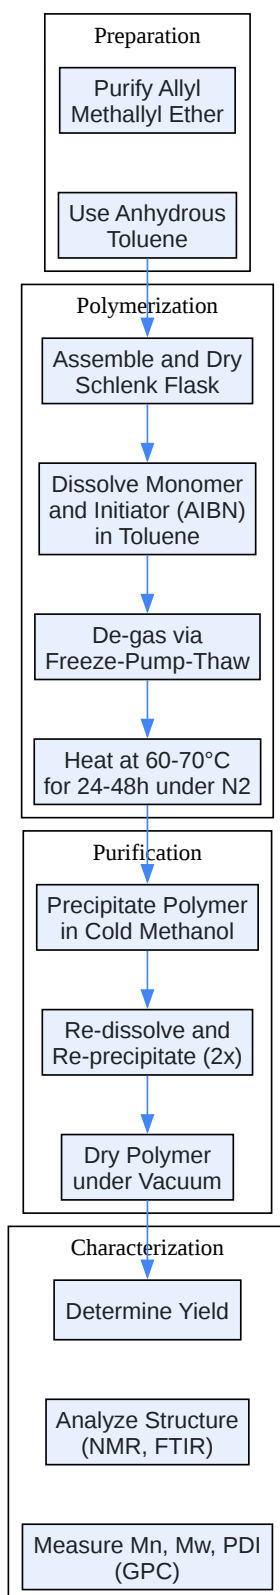 Preparation
Purify Allyl
Methallyl Ether
Use Anhydrous
Toluene
Polymerization
Assemble and Dry
Schlenk Flask
Dissolve Monomer
and Initiator (AIBN)
in Toluene
De-gas via
Freeze-Pump-Thaw
Heat at 60-70°C
for 24-48h under N2
Purification
Precipitate Polymer
in Cold Methanol
Re-dissolve and
Re-precipitate (2x)
Dry Polymer
under Vacuum
Characterization
Determine Yield
Analyze Structure
(NMR, FTIR)
Measure Mn, Mw, PDI
(GPC)